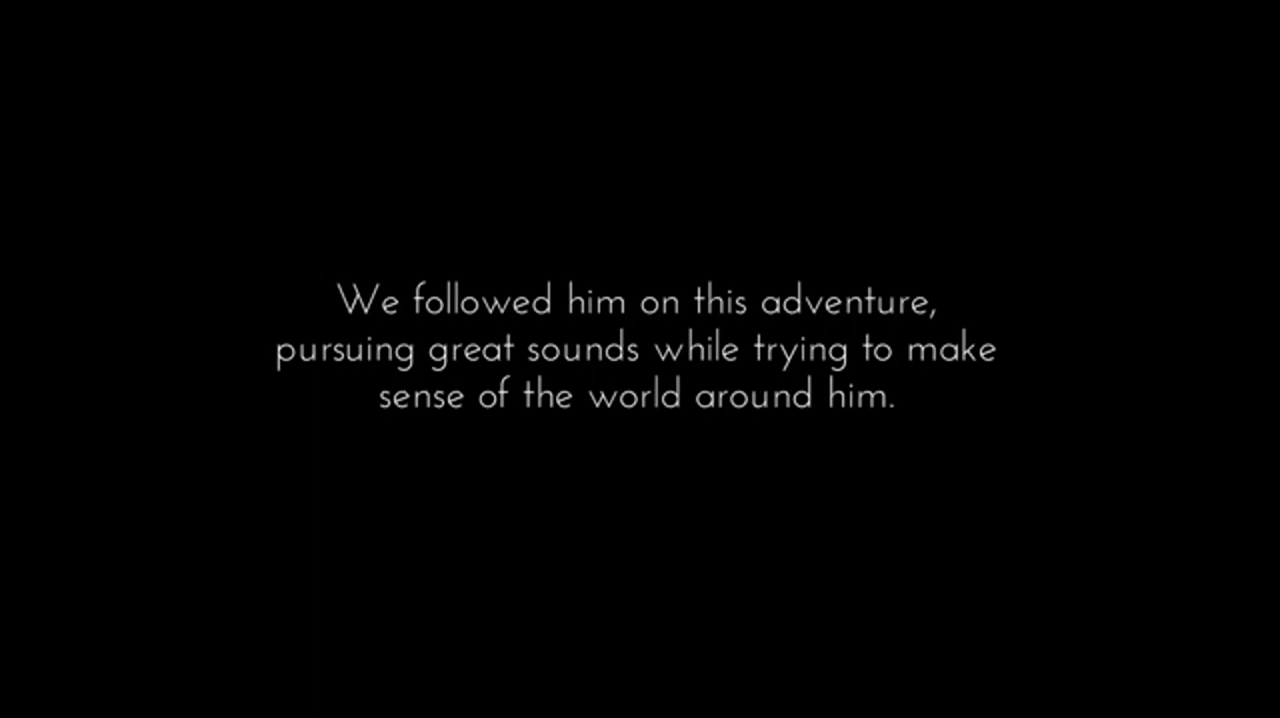 We followed him on this adventure,
pursuing great sounds while trying to make
sense of the world around him.